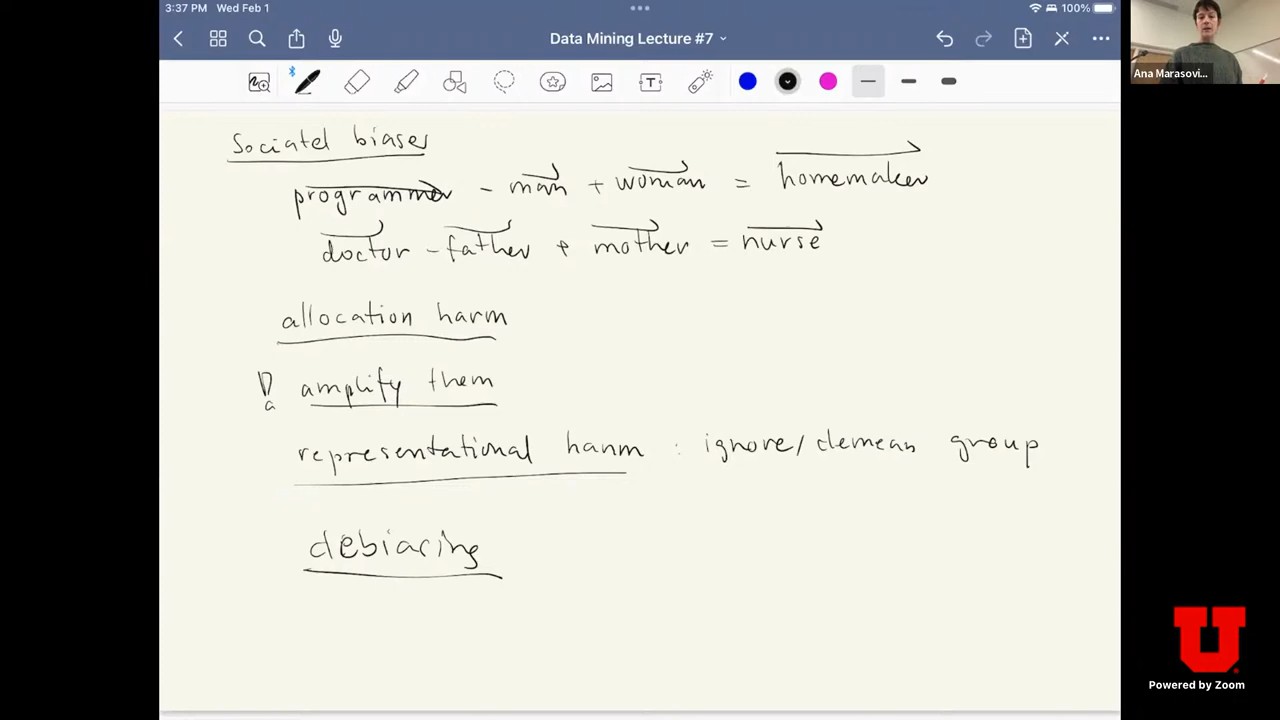 3:37 PM Wed Feb 1
100%
Data Mining Lecture #7
Ana Marasovi...
Societel biases
programmer - man + woman = homemaker
doctor - father + mother = nurse
allocation harm
amplify them
representational harm : ignore/demean group
debiasing
U
Powered by Zoom